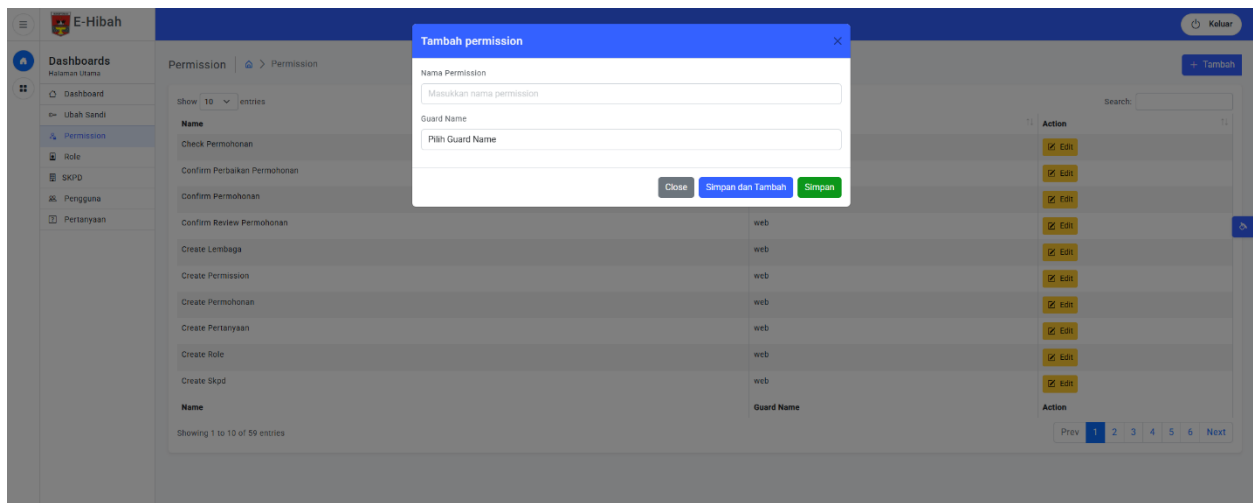 E-Hibah
Keluar
Dashboards
Halaman Utama
Dashboard
Ubah Sandi
Permission
Role
SKPD
Pengguna
Pertanyaan
Permission > Permission
+ Tambah
Tambah permission
Nama Permission
Masukkan nama permission
Guard Name
Pilih Guard Name
Close Simpan dan Tambah Simpan
Show 10 entries
Search:
Name Action
Check Permohonan Edit
Confirm Perbaikan Permohonan Edit
Confirm Permohonan Edit
Confirm Review Permohonan web Edit
Create Lembaga web Edit
Create Permission web Edit
Create Permohonan web Edit
Create Pertanyaan web Edit
Create Role web Edit
Create Skpd web Edit
Name Guard Name Action
Showing 1 to 10 of 59 entries
Prev 1 2 3 4 5 6 Next